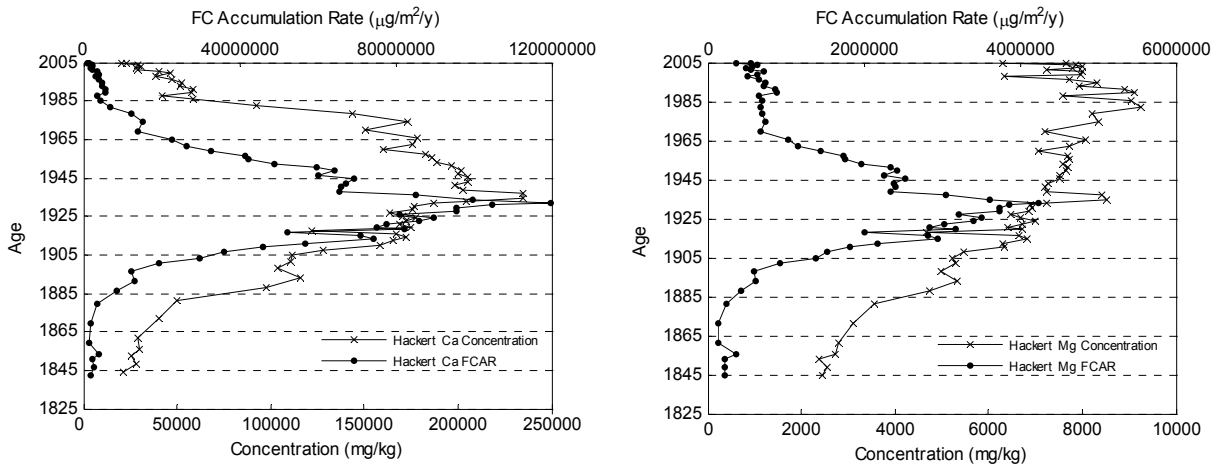 FC Accumulation Rate (μg/m²/y)
0 40000000 80000000 120000000
2005
1985
1965
1945
1925
1905
1885
1865
1845
1825
Age
Hackert Ca Concentration
Hackert Ca FCAR
0 50000 100000 150000 200000 250000
Concentration (mg/kg)
FC Accumulation Rate (μg/m²/y)
0 2000000 4000000 6000000
2005
1985
1965
1945
1925
1905
1885
1865
1845
1825
Age
Hackert Mg Concentration
Hackert Mg FCAR
0 2000 4000 6000 8000 10000
Concentration (mg/kg)